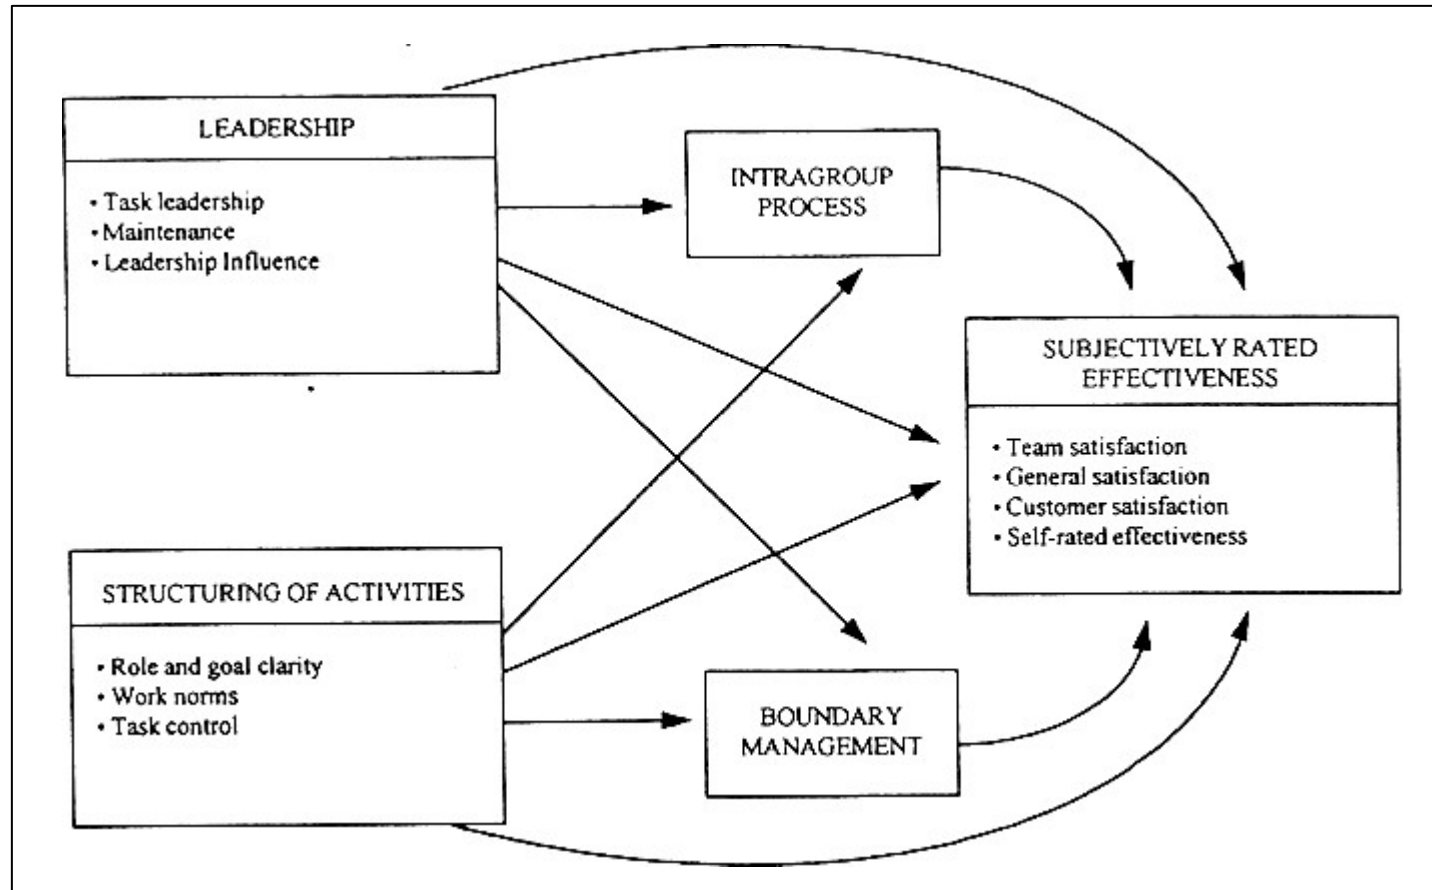 LEADERSHIP
• Task leadership
• Maintenance
• Leadership Influence
INTRAGROUP
PROCESS
SUBJECTIVELY RATED
EFFECTIVENESS
• Team satisfaction
• General satisfaction
• Customer satisfaction
• Self-rated effectiveness
STRUCTURING OF ACTIVITIES
• Role and goal clarity
• Work norms
• Task control
BOUNDARY
MANAGEMENT